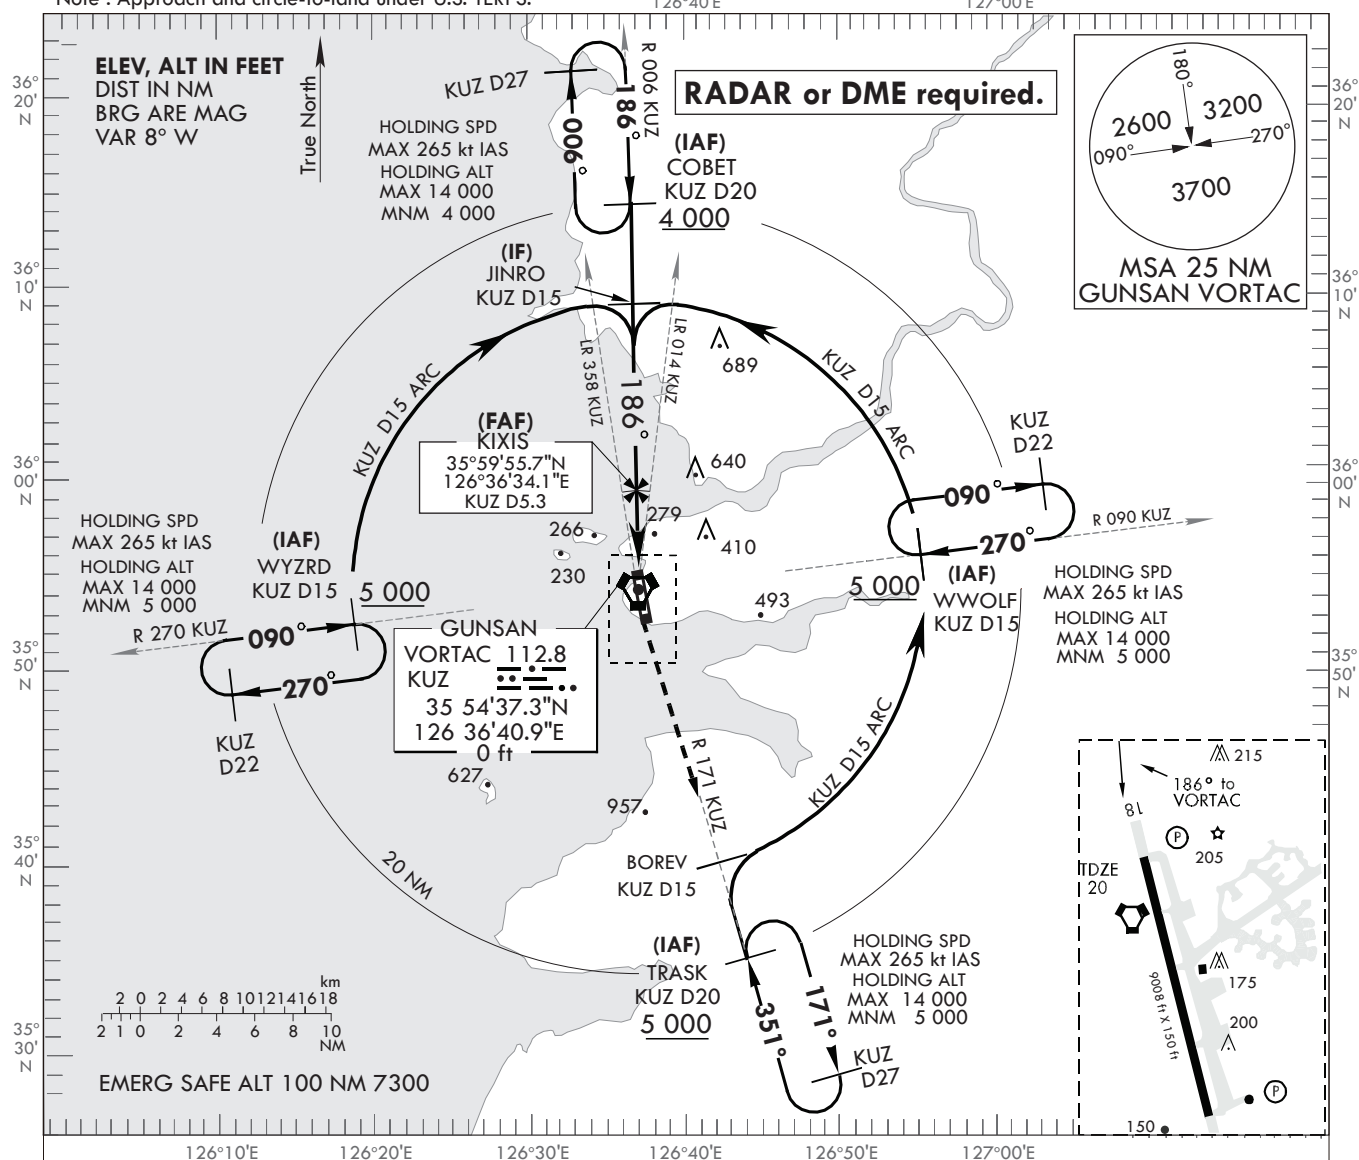 Note : Approach and circle-to-land under U.S. TERPS.
126°40'E
127°00'E
ELEV, ALT IN FEET
DIST IN NM
BRG ARE MAG
VAR 8° W
True North
36°
20'
N
36°
20'
N
KUZ D27
R 006 KUZ
186°
006°
RADAR or DME required.
HOLDING SPD
MAX 265 kt IAS
HOLDING ALT
MAX 14 000
MNM 4 000
(IAF)
COBET
KUZ D20
4 000
180°
2600
3200
090°
270°
3700
MSA 25 NM
GUNSAN VORTAC
36°
10'
N
36°
10'
N
(IF)
JINRO
KUZ D15
LR 358 KUZ
LR 014 KUZ
689
KUZ D15 ARC
KUZ D15 ARC
186°
(FAF)
KIXIS
35°59'55.7"N
126°36'34.1"E
KUZ D5.3
640
KUZ
D22
36°
00'
N
36°
00'
N
090°
270°
R 090 KUZ
279
266
410
230
HOLDING SPD
MAX 265 kt IAS
HOLDING ALT
MAX 14 000
MNM 5 000
(IAF)
WYZRD
KUZ D15
5 000
493
5 000
(IAF)
WWOLF
KUZ D15
HOLDING SPD
MAX 265 kt IAS
HOLDING ALT
MAX 14 000
MNM 5 000
R 270 KUZ
090°
270°
KUZ
D22
35°
50'
N
35°
50'
N
GUNSAN
VORTAC 112.8
KUZ
35 54'37.3"N
126 36'40.9"E
0 ft
627
957
R 171 KUZ
KUZ D15 ARC
BOREV
KUZ D15
35°
40'
N
20 NM
215
186° to
VORTAC
18
P
205
TDZE
20
175
9008 ft X 150 ft
200
P
150
(IAF)
TRASK
KUZ D20
5 000
HOLDING SPD
MAX 265 kt IAS
HOLDING ALT
MAX 14 000
MNM 5 000
351°
171°
KUZ
D27
35°
30'
N
km
2 0 2 4 6 8 10 12 14 16 18
2 1 0 2 4 6 8 10
NM
EMERG SAFE ALT 100 NM 7300
126°10'E
126°20'E
126°30'E
126°40'E
126°50'E
127°00'E